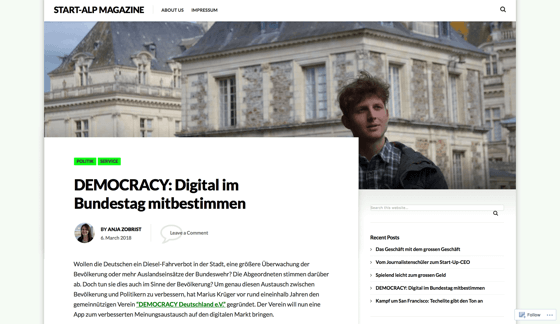 START-ALP MAGAZINE
ABOUT US
IMPRESSUM
POLITIK
SERVICE
DEMOCRACY: Digital im
Bundestag mitbestimmen
BY ANJA ZOBRIST
6. March 2018
Leave a Comment
Wollen die Deutschen ein Diesel-Fahrverbot in der Stadt, eine größere Überwachung der
Bevölkerung oder mehr Auslandseinsätze der Bundeswehr? Die Abgeordneten stimmen darüber
ab. Doch tun sie dies auch im Sinne der Bevölkerung? Um genau diesen Austausch zwischen
Bevölkerung und Politikern zu verbessern, hat Marius Krüger vor rund eineinhalb Jahren den
gemeinnützigen Verein "DEMOCRACY Deutschland e.V." gegründet. Der Verein will nun eine
App zum verbesserten Meinungsaustausch auf den digitalen Markt bringen.
Search this website...
Recent Posts
Das Geschäft mit dem grossen Geschäft
Vom Journalistenschüler zum Start-Up-CEO
Spielend leicht zum grossen Geld
DEMOCRACY: Digital im Bundestag mitbestimmen
Kampf um San Francisco: Techelite gibt den Ton an
Follow